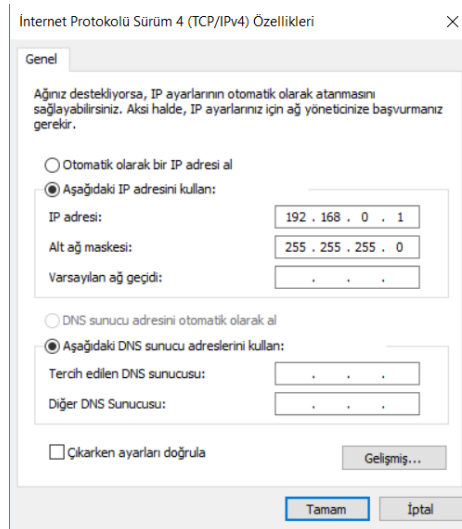 İnternet Protokolü Sürüm 4 (TCP/IPv4) Özellikleri
Genel
Ağınız destekliyorsa, IP ayarlarının otomatik olarak atanmasını
sağlayabilirsiniz. Aksi halde, IP ayarlarınız için ağ yöneticinize başvurmanız
gerekir.
Otomatik olarak bir IP adresi al
Aşağıdaki IP adresini kullan:
IP adresi: 192 . 168 . 0 . 1
Alt ağ maskesi: 255 . 255 . 255 . 0
Varsayılan ağ geçidi: . . .
DNS sunucu adresini otomatik olarak al
Aşağıdaki DNS sunucu adreslerini kullan:
Tercih edilen DNS sunucusu: . . .
Diğer DNS Sunucusu: . . .
Çıkarken ayarları doğrula
Gelişmiş...
Tamam İptal